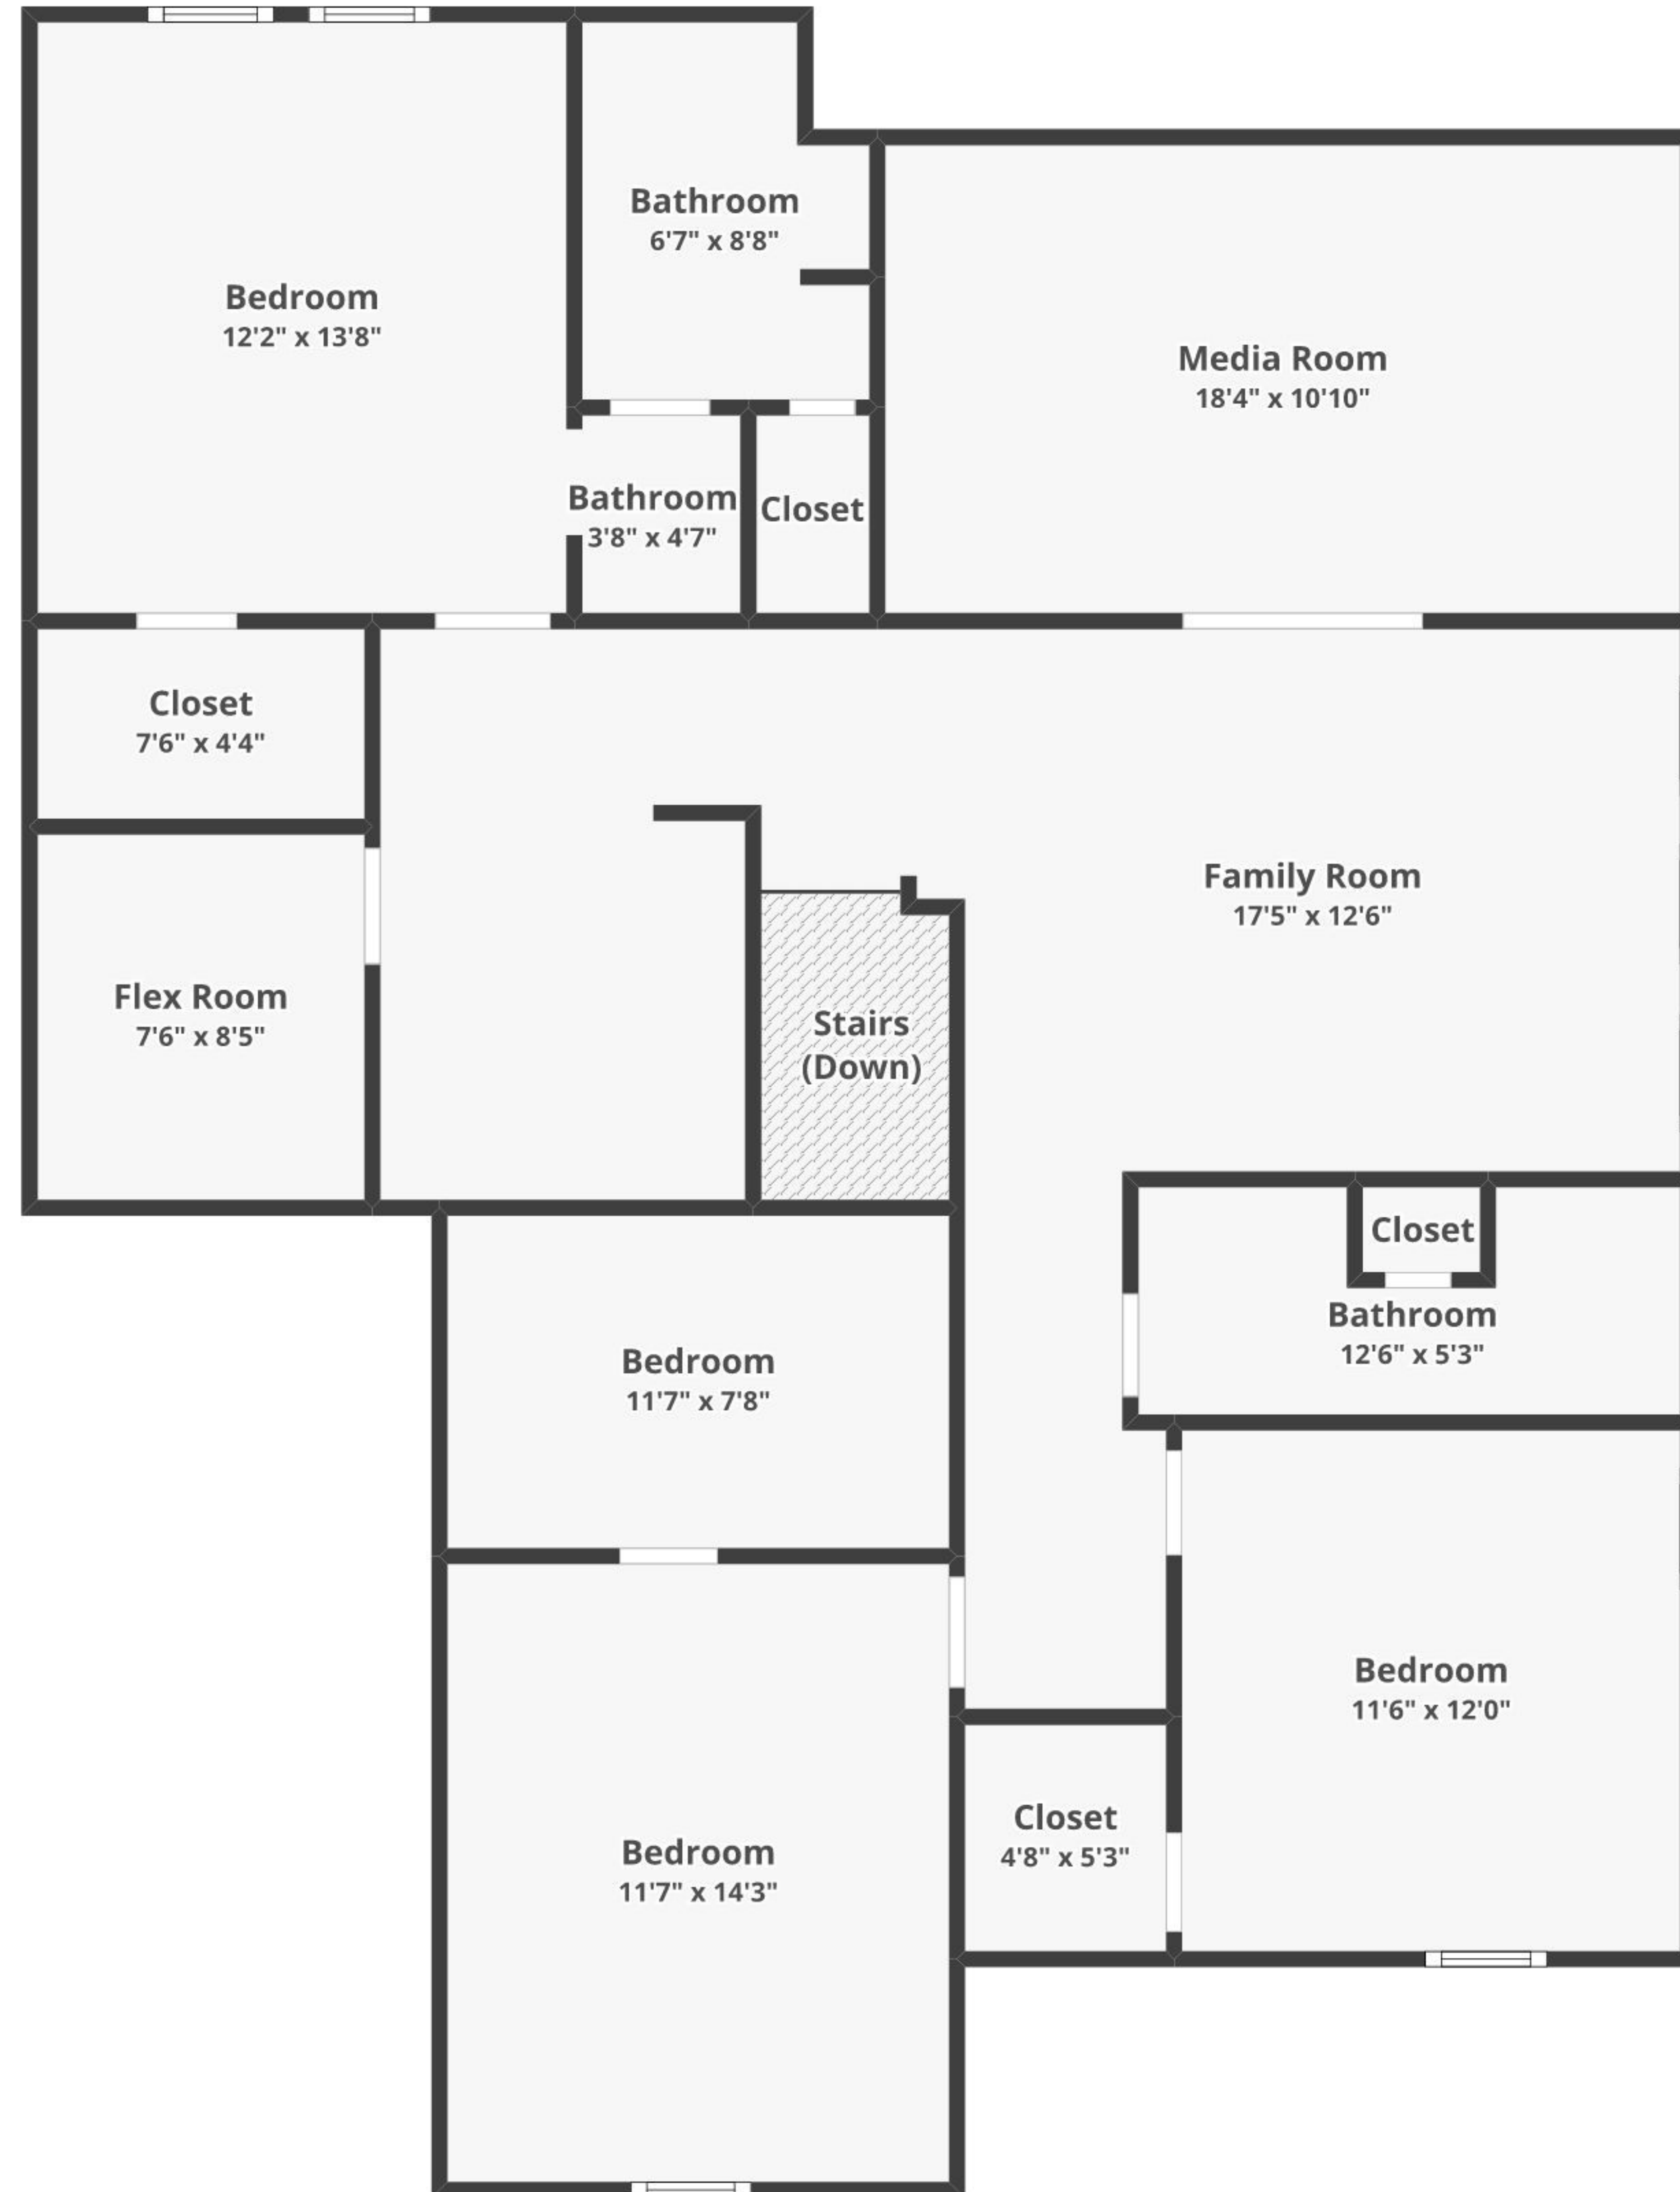 Bathroom
6'7" x 8'8"
Bedroom
12'2" x 13'8"
Media Room
18'4" x 10'10"
Bathroom
3'8" x 4'7"
Closet
Closet
7'6" x 4'4"
Family Room
17'5" x 12'6"
Flex Room
7'6" x 8'5"
Stairs
(Down)
Closet
Bathroom
12'6" x 5'3"
Bedroom
11'7" x 7'8"
Bedroom
11'6" x 12'0"
Closet
4'8" x 5'3"
Bedroom
11'7" x 14'3"